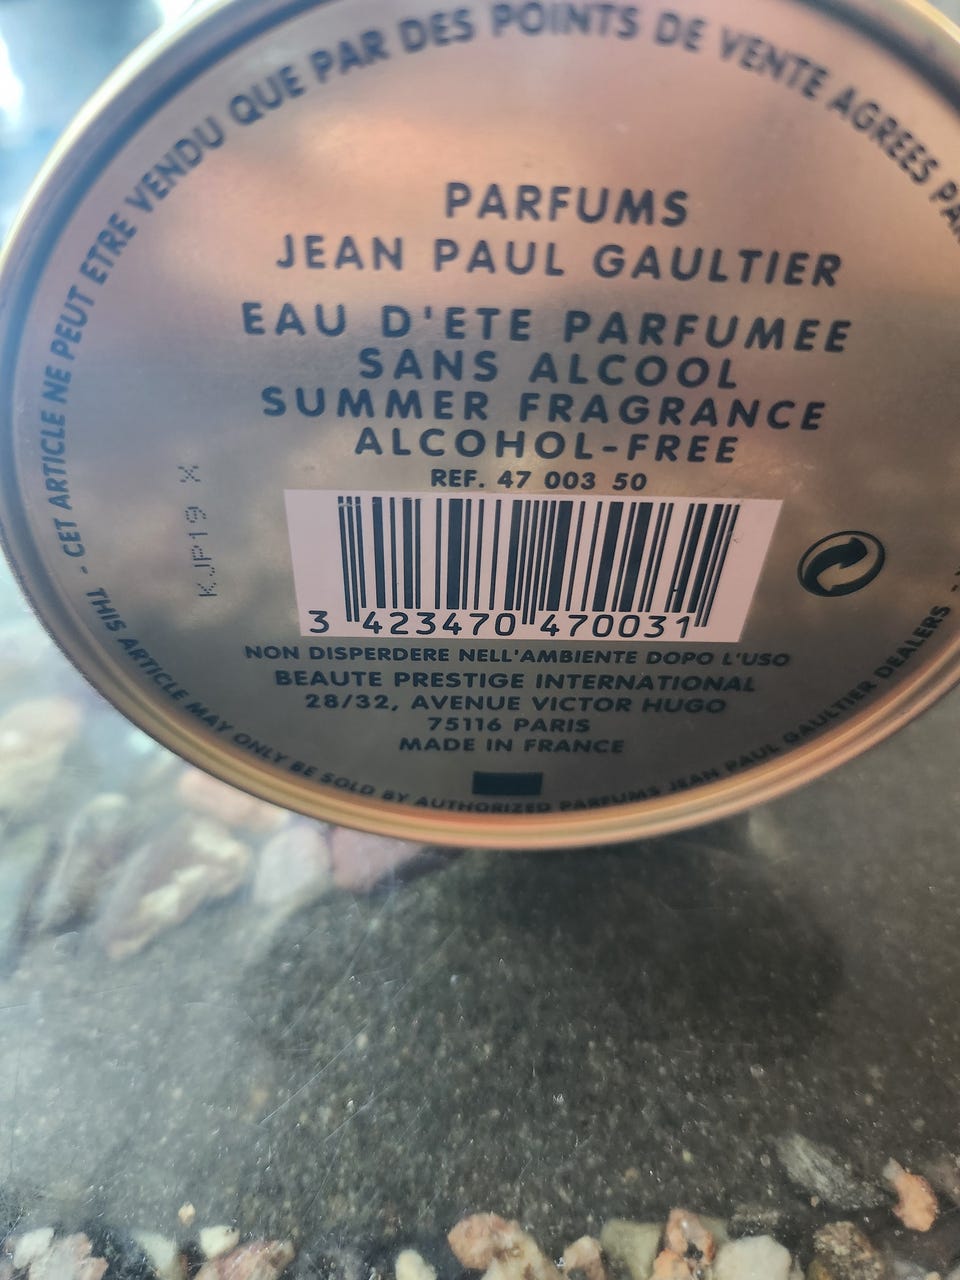 - CET ARTICLE NE PEUT ETRE VENDU QUE PAR DES POINTS DE VENTE AGREES
PARFUMS
JEAN PAUL GAULTIER
EAU D'ETE PARFUMEE
SANS ALCOOL
SUMMER FRAGRANCE
ALCOHOL-FREE
REF. 47 003 50
KJP19 X
3 423470 470031
NON DISPERDERE NELL'AMBIENTE DOPO L'USO
BEAUTE PRESTIGE INTERNATIONAL
28/32, AVENUE VICTOR HUGO
75116 PARIS
MADE IN FRANCE
THIS ARTICLE MAY ONLY BE SOLD BY AUTHORIZED PARFUMS JEAN PAUL GAULTIER DEALERS -